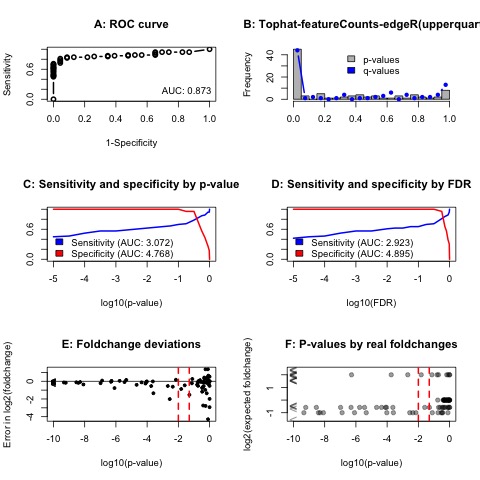 A: ROC curve
B: Tophat-featureCounts-edgeR(upperquar
Sensitivity
0.0 0.6
0.0 0.2 0.4 0.6 0.8 1.0
AUC: 0.873
1-Specificity
Frequency
0 20 40
0.0 0.2 0.4 0.6 0.8 1.0
p-values
q-values
C: Sensitivity and specificity by p-value
D: Sensitivity and specificity by FDR
0.0 0.6
Sensitivity (AUC: 3.072)
Specificity (AUC: 4.768)
-5 -4 -3 -2 -1 0
log10(p-value)
0.0 0.6
Sensitivity (AUC: 2.923)
Specificity (AUC: 4.895)
-5 -4 -3 -2 -1 0
log10(FDR)
E: Foldchange deviations
F: P-values by real foldchanges
Error in log2(foldchange)
-4 -2 0
-10 -8 -6 -4 -2 0
log10(p-value)
log2(expected foldchange)
-1 1
-10 -8 -6 -4 -2 0
log10(p-value)